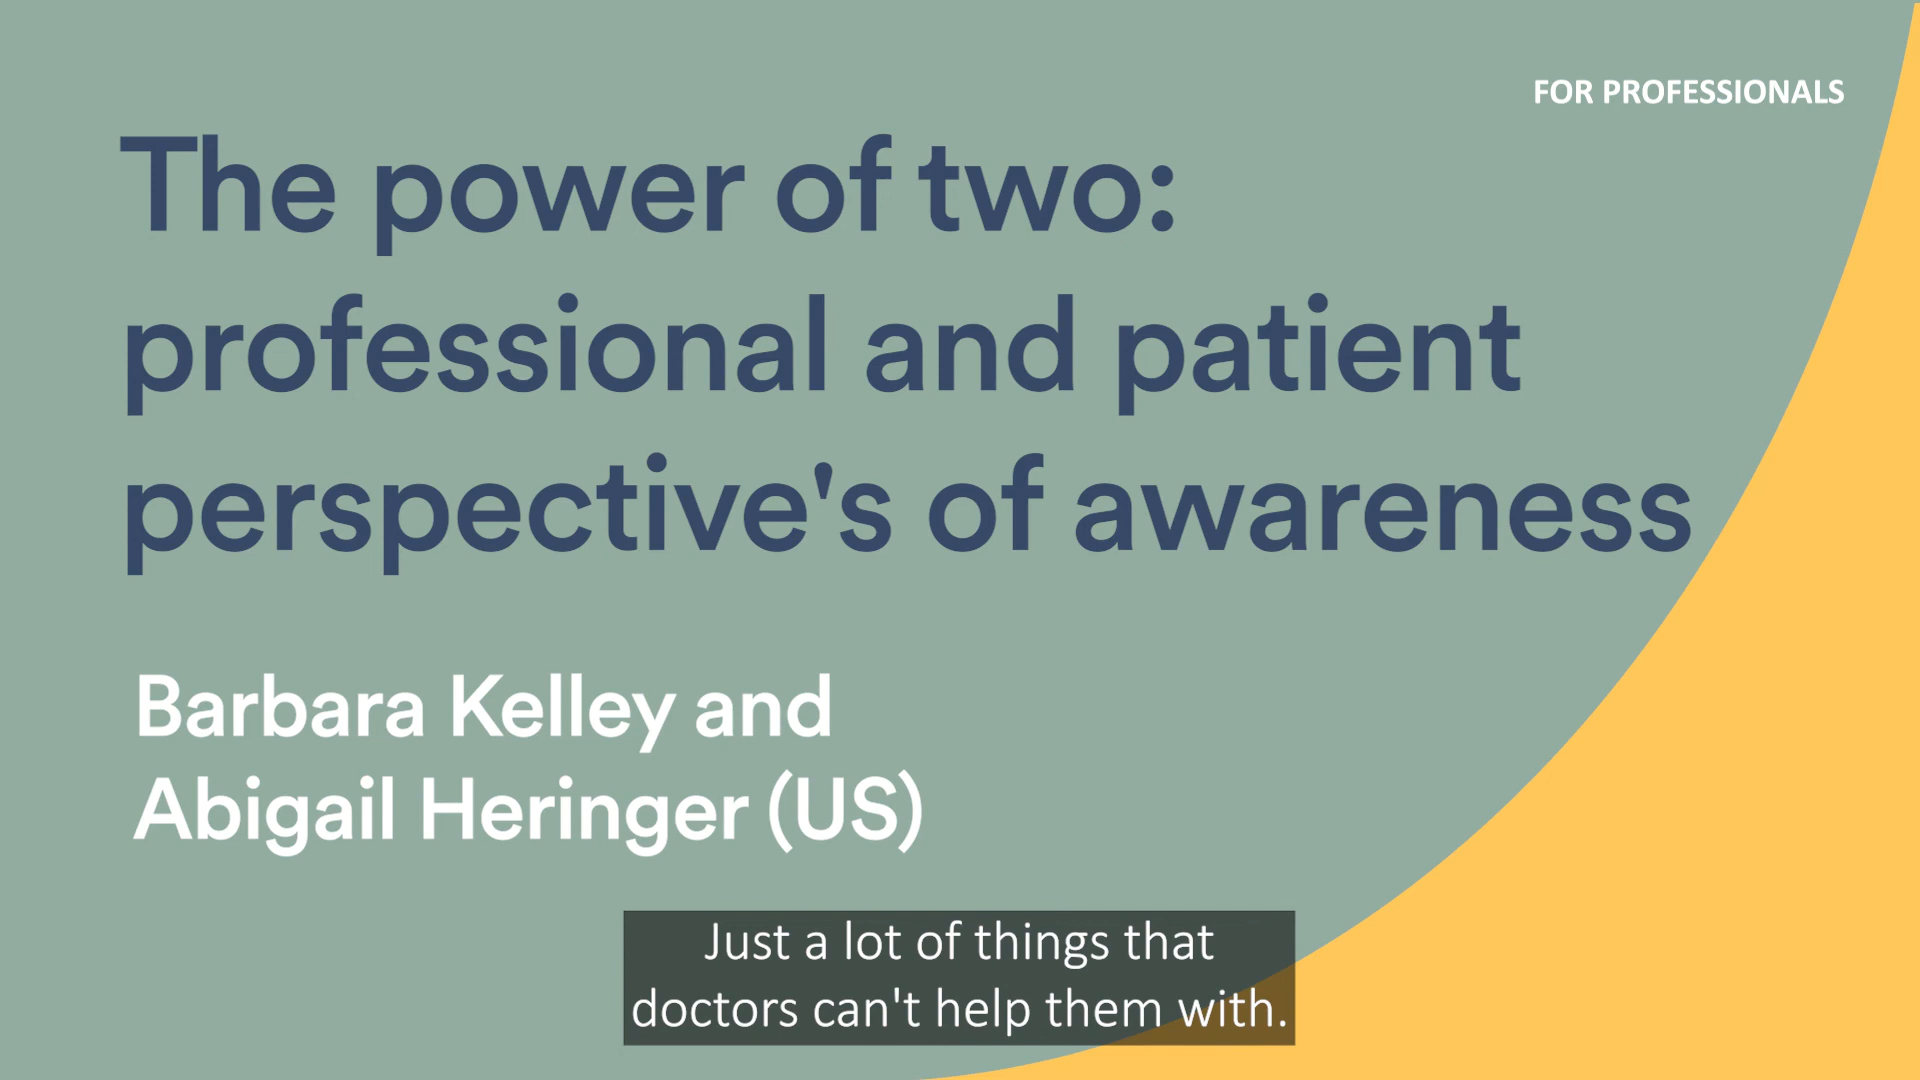 FOR PROFESSIONALS
The power of two:
professional and patient
perspective's of awareness
Barbara Kelley and
Abigail Heringer (US)
Just a lot of things that
doctors can't help them with.